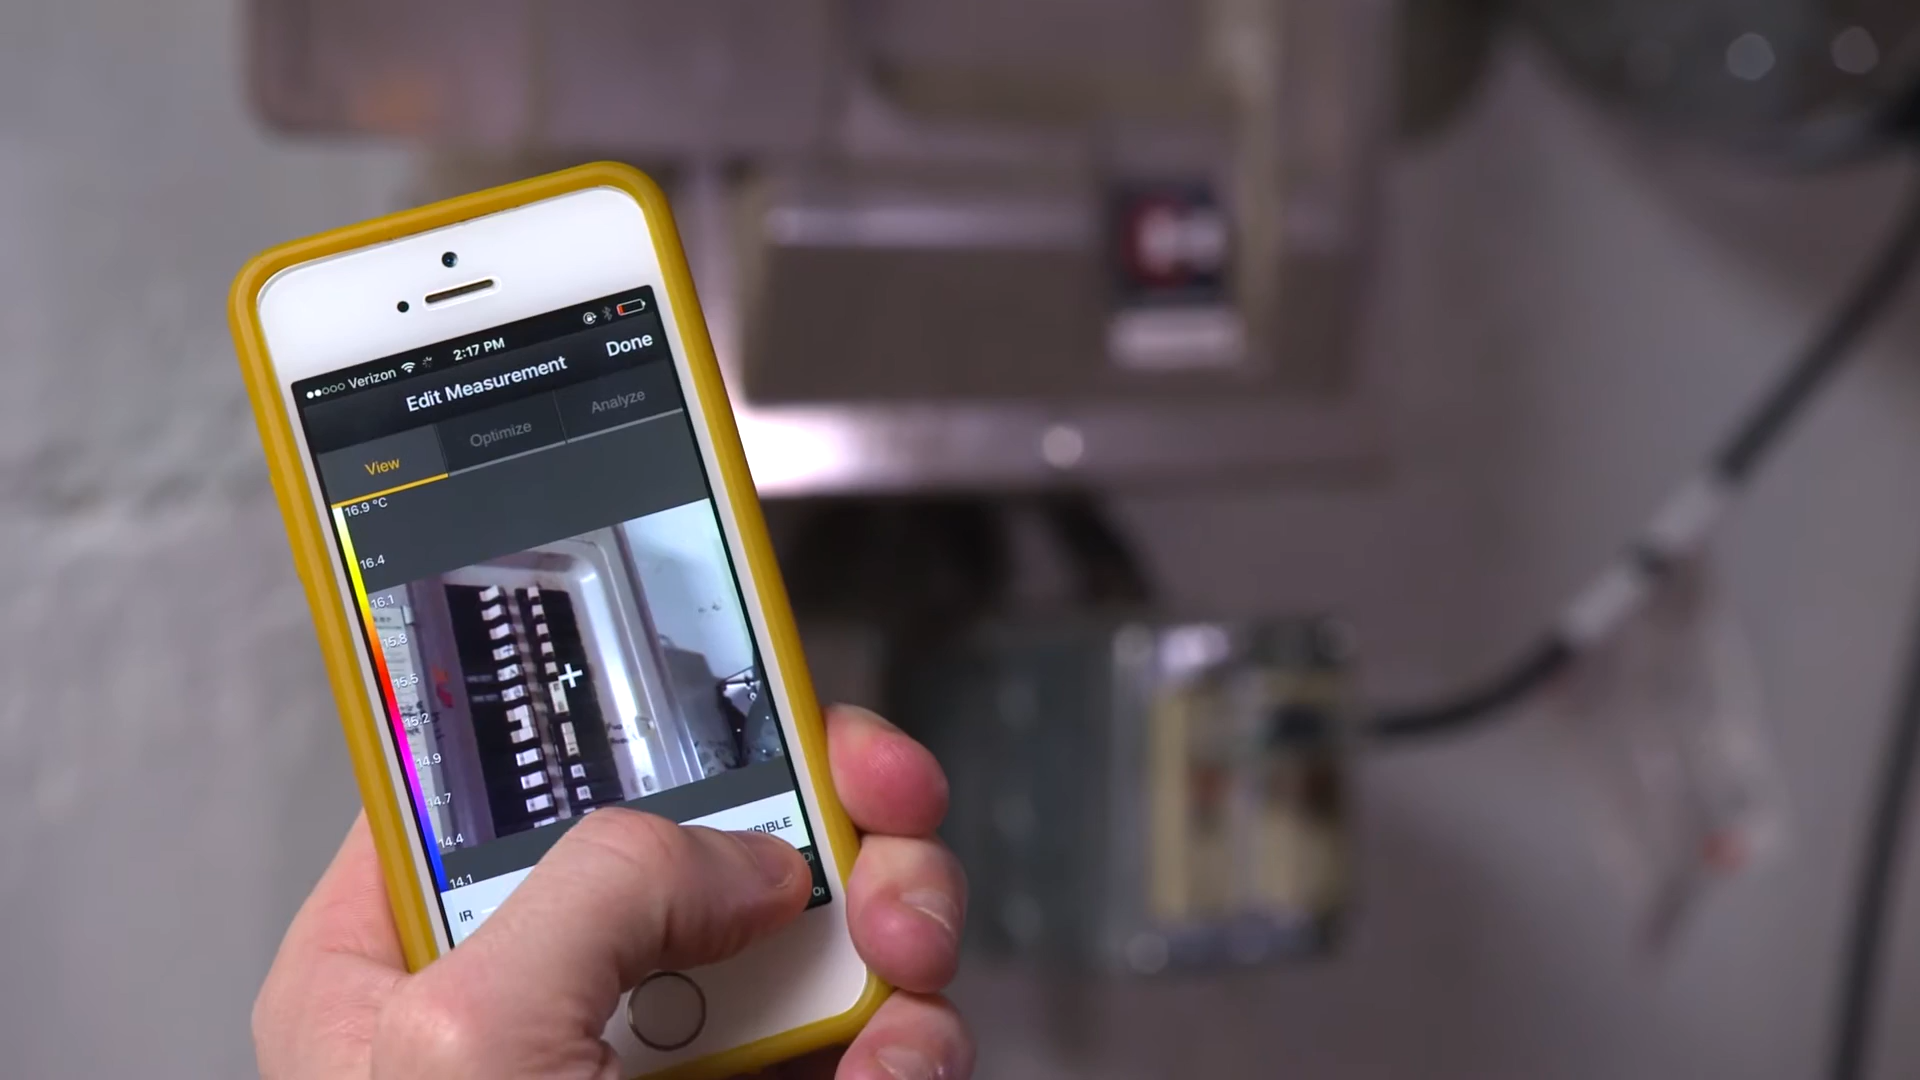 Verizon 2:17 PM
Edit Measurement Done
View Optimize Analyze
16.9 °C
16.4
16.1
15.8
15.5
15.2
14.9
14.7
14.4
14.1
IR